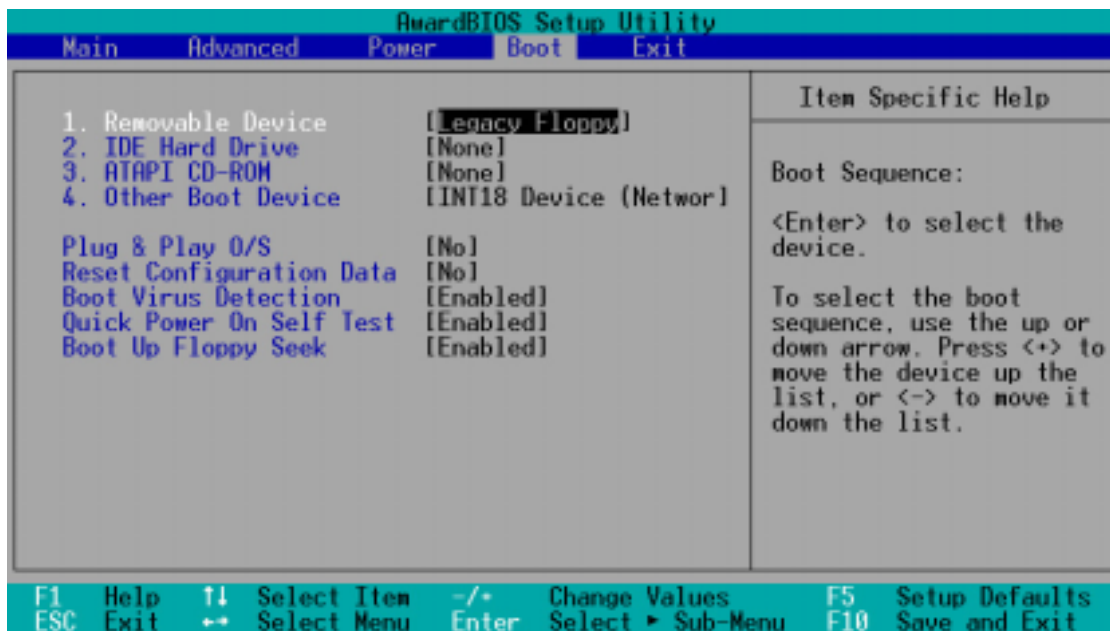 AwardBIOS Setup Utility
Main Advanced Power Boot Exit
1. Removable Device [Legacy Floppy]
2. IDE Hard Drive [None]
3. ATAPI CD-ROM [None]
4. Other Boot Device [INT18 Device (Networ]
Plug & Play O/S [No]
Reset Configuration Data [No]
Boot Virus Detection [Enabled]
Quick Power On Self Test [Enabled]
Boot Up Floppy Seek [Enabled]
Item Specific Help
Boot Sequence:
<Enter> to select the
device.
To select the boot
sequence, use the up or
down arrow. Press <+> to
move the device up the
list, or <-> to move it
down the list.
F1 Help ↑↓ Select Item -/+ Change Values F5 Setup Defaults
ESC Exit ←→ Select Menu Enter Select ► Sub-Menu F10 Save and Exit